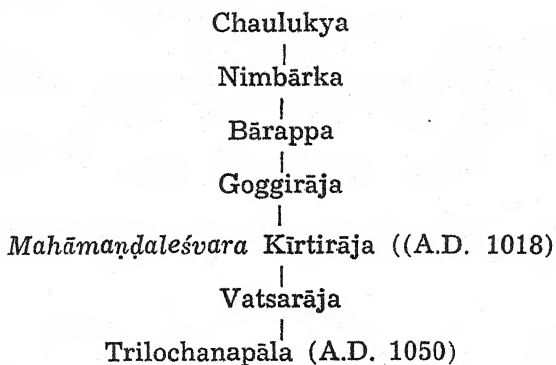 Chaulukya
Nimbārka
Bārappa
Goggirāja
Mahāmaṇḍaleśvara Kīrtirāja ((A.D. 1018)
Vatsarāja
Trilochanapāla (A.D. 1050)